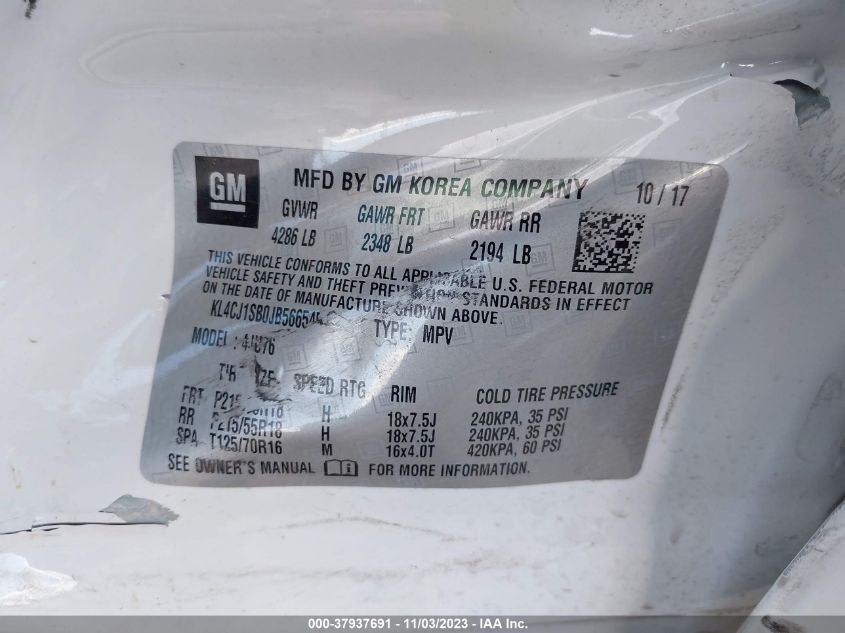 GM
MFD BY GM KOREA COMPANY 10 / 17
GVWR GAWR FRT GAWR RR
4286 LB 2348 LB 2194 LB
THIS VEHICLE CONFORMS TO ALL APPLICABLE U.S. FEDERAL MOTOR
VEHICLE SAFETY AND THEFT PREVENTION STANDARDS IN EFFECT
ON THE DATE OF MANUFACTURE SHOWN ABOVE.
TYPE: MPV
MODEL:
SPEED RTG RIM COLD TIRE PRESSURE
FRT H 18x7.5J 240KPA, 35 PSI
RR P215/55R18 H 18x7.5J 240KPA, 35 PSI
SPA T125/70R16 M 16x4.0T 420KPA, 60 PSI
SEE OWNER'S MANUAL FOR MORE INFORMATION.
000-37937691 - 11/03/2023 - IAA Inc.